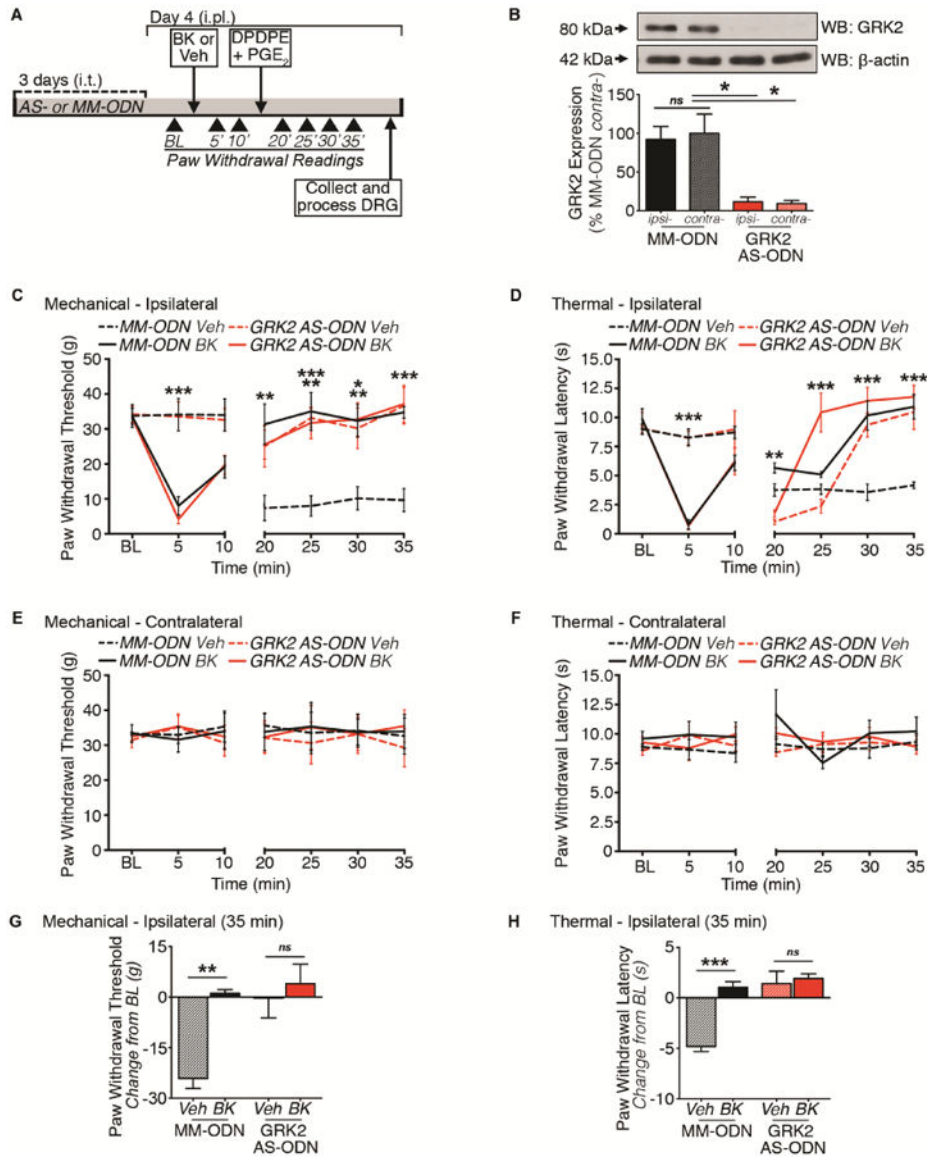 A
Day 4 (i.pl.)
BK or
Veh
DPDPE
+ PGE₂
3 days (i.t.)
AS- or MM-ODN
BL 5' 10' 20' 25' 30' 35'
Paw Withdrawal Readings
Collect and
process DRG
B
80 kDa WB: GRK2
42 kDa WB: β-actin
* *
ns
GRK2 Expression
(% MM-ODN contra-)
150
100
50
0
ipsi- contra- ipsi- contra-
MM-ODN GRK2
AS-ODN
C Mechanical - Ipsilateral
MM-ODN Veh GRK2 AS-ODN Veh
MM-ODN BK GRK2 AS-ODN BK
Paw Withdrawal Threshold (g)
50
40
30
20
10
0
*** ** *** ** * ** ***
BL 5 10 20 25 30 35
Time (min)
D Thermal - Ipsilateral
MM-ODN Veh GRK2 AS-ODN Veh
MM-ODN BK GRK2 AS-ODN BK
Paw Withdrawal Latency (s)
15.0
12.5
10.0
7.5
5.0
2.5
0
*** ** *** *** ***
BL 5 10 20 25 30 35
Time (min)
E Mechanical - Contralateral
MM-ODN Veh GRK2 AS-ODN Veh
MM-ODN BK GRK2 AS-ODN BK
Paw Withdrawal Threshold (g)
50
40
30
20
10
0
BL 5 10 20 25 30 35
Time (min)
F Thermal - Contralateral
MM-ODN Veh GRK2 AS-ODN Veh
MM-ODN BK GRK2 AS-ODN BK
Paw Withdrawal Latency (s)
15.0
12.5
10.0
7.5
5.0
2.5
0
BL 5 10 20 25 30 35
Time (min)
G Mechanical - Ipsilateral (35 min)
Paw Withdrawal Threshold
Change from BL (g)
15
0
-15
-30
** ns
Veh BK Veh BK
MM-ODN GRK2
AS-ODN
H Thermal - Ipsilateral (35 min)
Paw Withdrawal Latency
Change from BL (s)
5
0
-5
-10
*** ns
Veh BK Veh BK
MM-ODN GRK2
AS-ODN